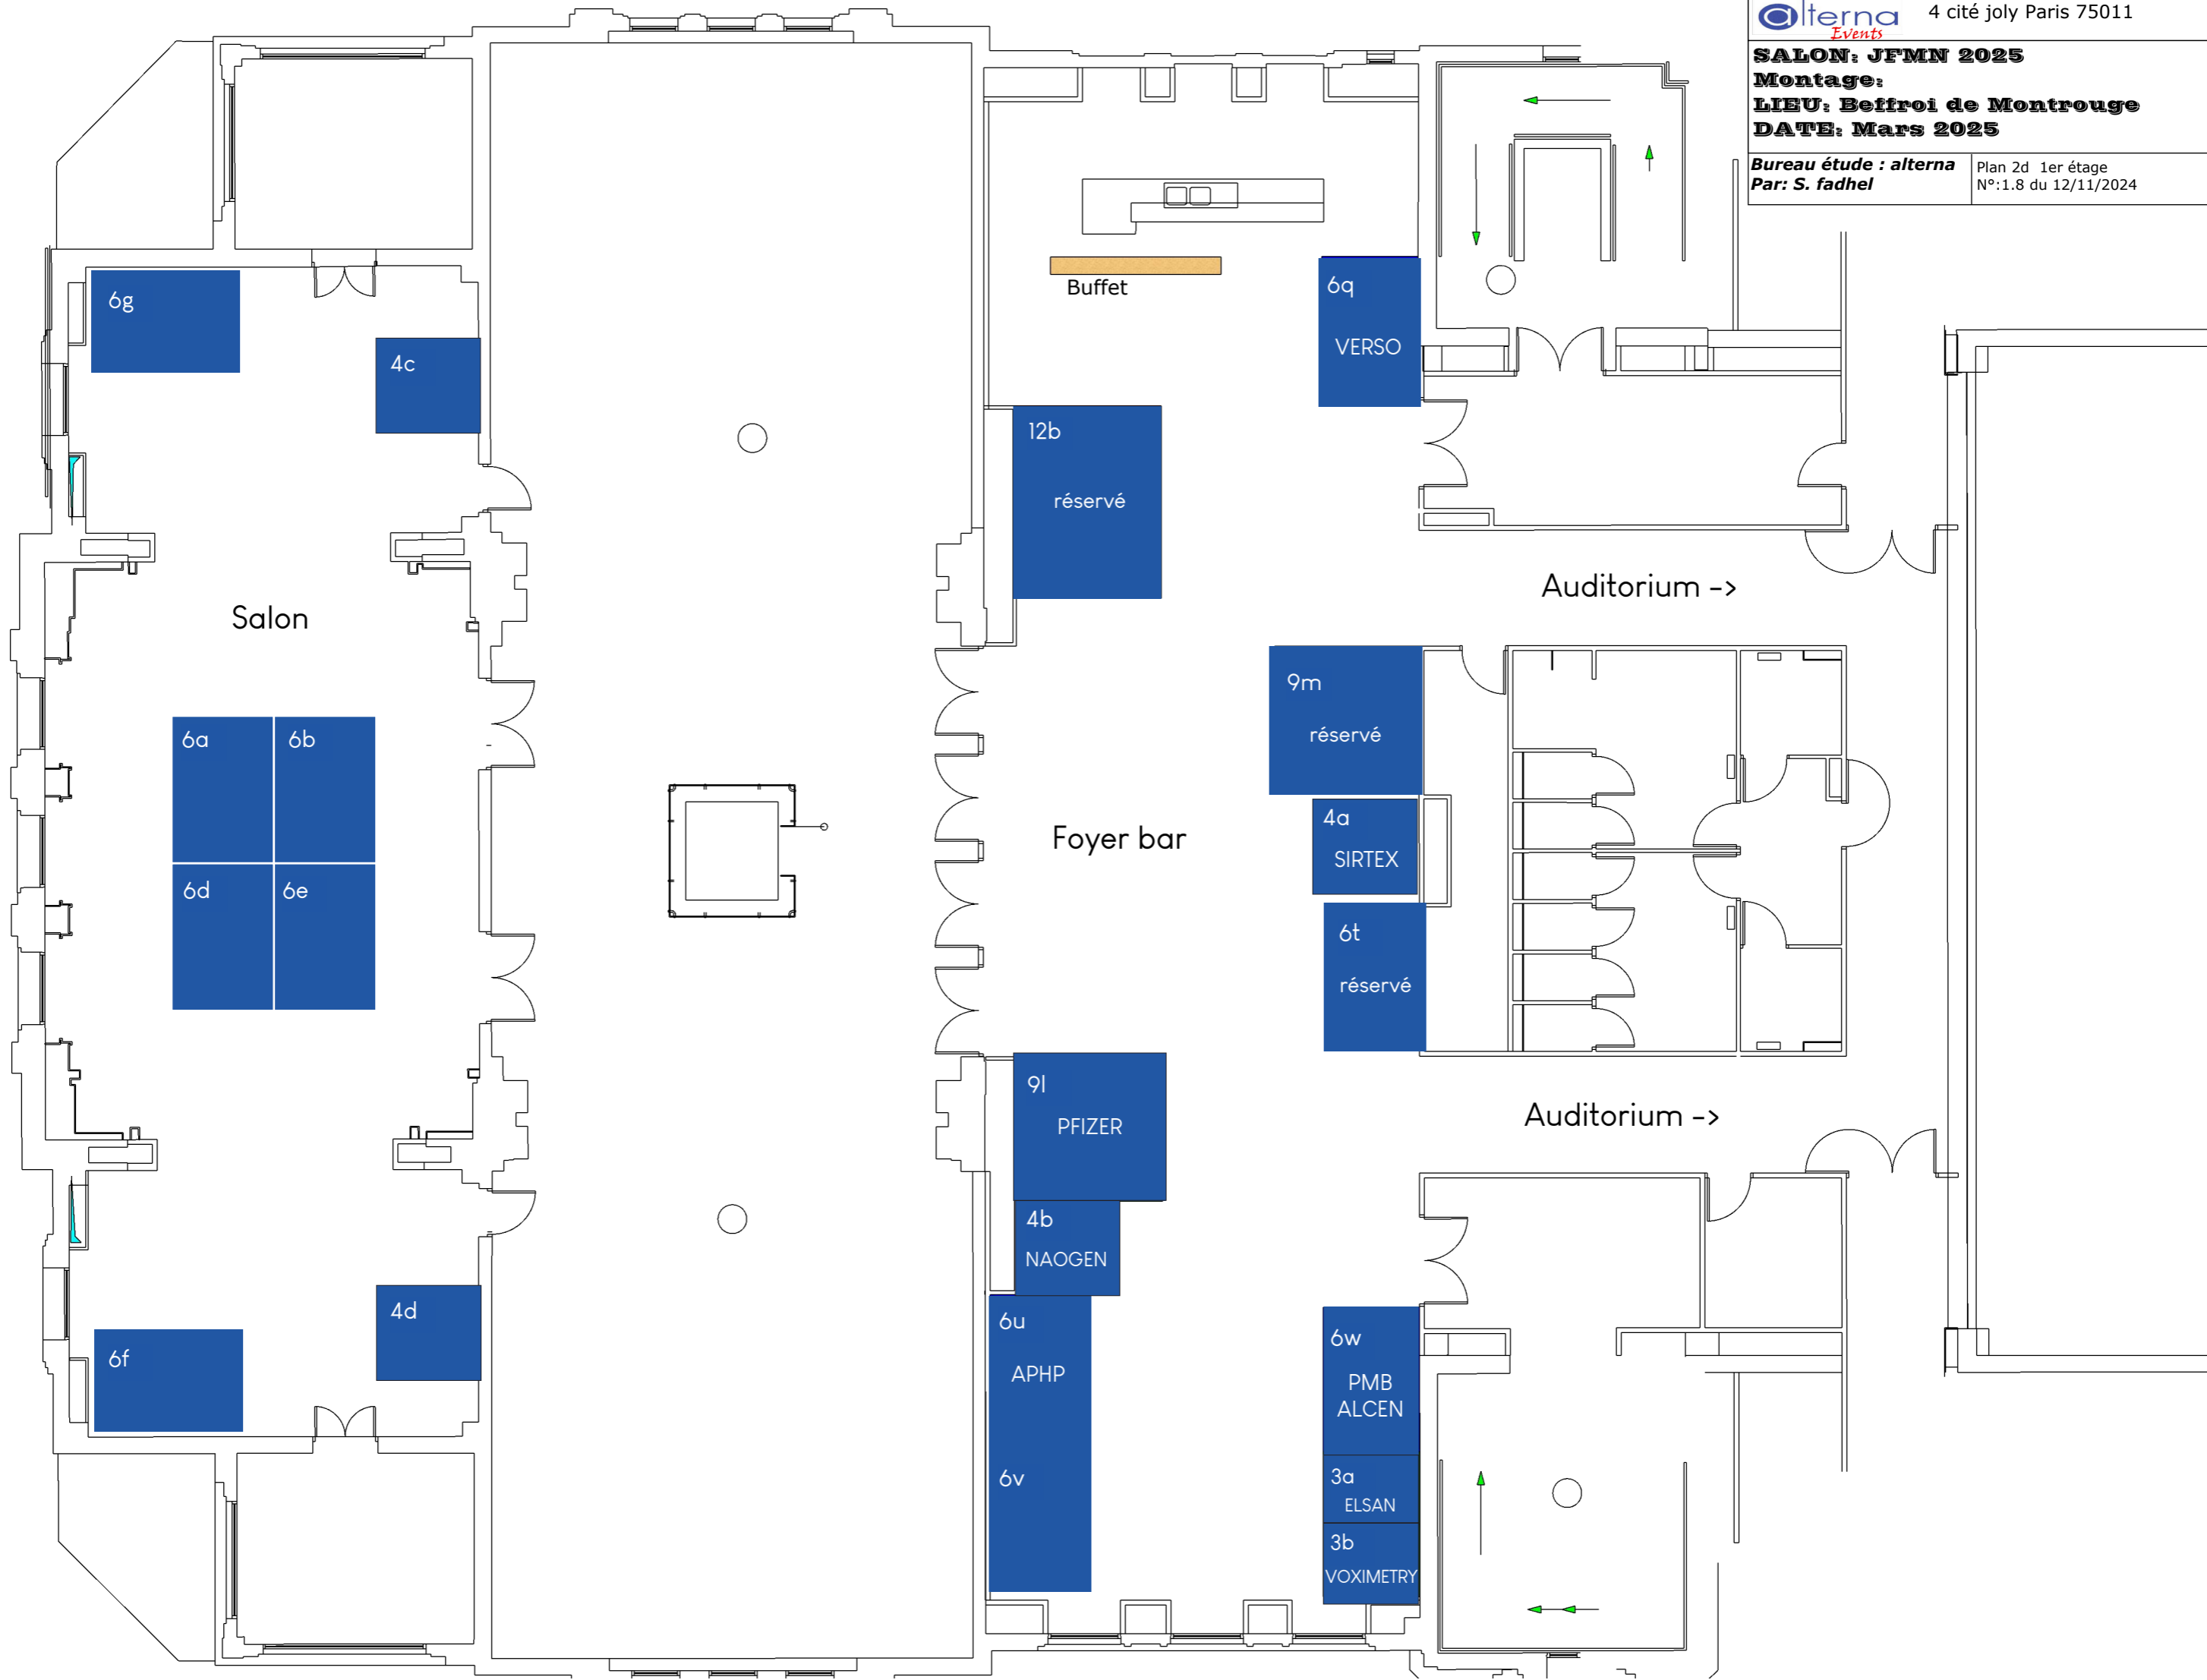 alterna
Events
4 cité joly Paris 75011
SALON: JFMN 2025
Montage:
LIEU: Beffroi de Montrouge
DATE: Mars 2025
Bureau étude : alterna
Par: S. fadhel
Plan 2d 1er étage
N°:1.8 du 12/11/2024
6g
4c
Buffet
6q
VERSO
12b
réservé
Auditorium ->
Salon
9m
réservé
6a
6b
4a
SIRTEX
Foyer bar
6d
6e
6t
réservé
9l
PFIZER
Auditorium ->
4b
NAOGEN
4d
6f
6u
APHP
6w
PMB
ALCEN
6v
3a
ELSAN
3b
VOXIMETRY